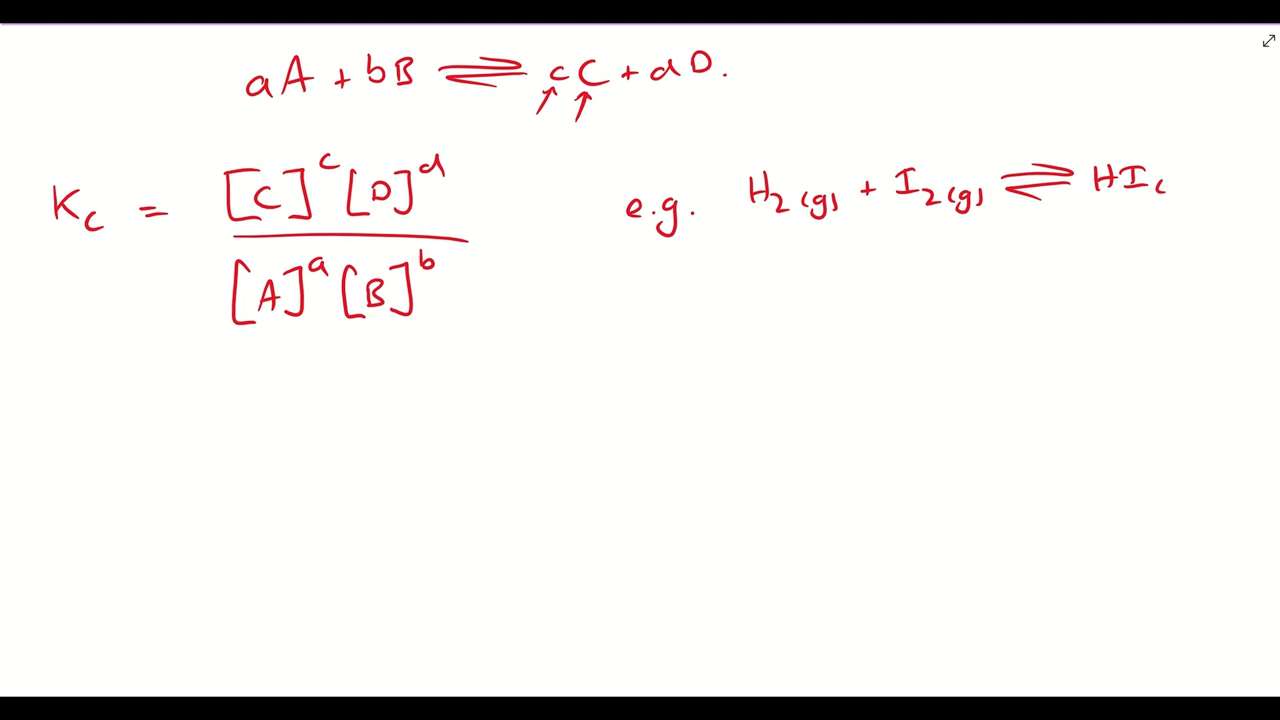 aA + bB ⇌ cC + dD.
Kc = [C]^c [D]^d / [A]^a [B]^b
e.g. H₂(g) + I₂(g) ⇌ HI(